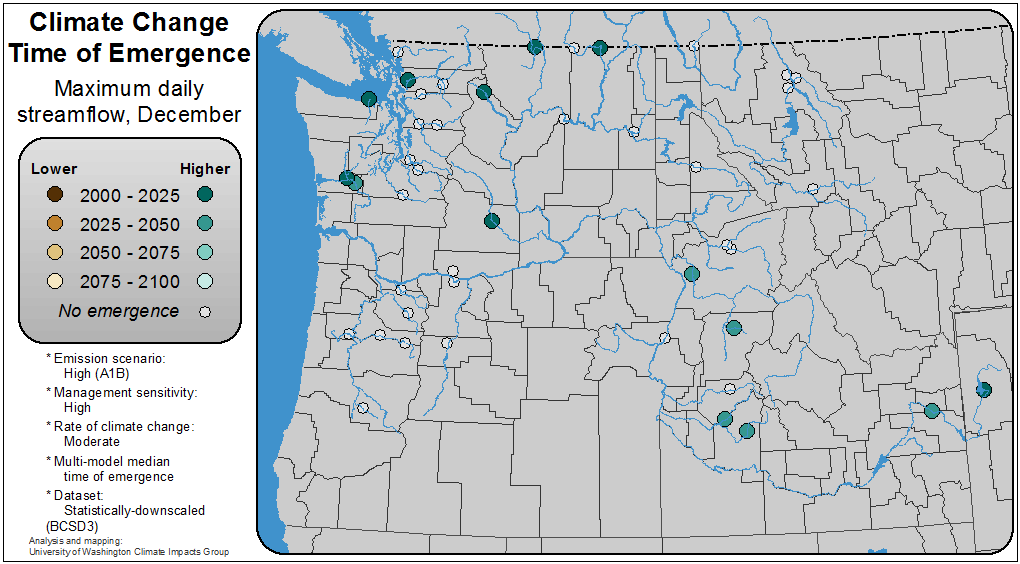 Climate Change
Time of Emergence
Maximum daily
streamflow, December
Lower Higher
2000 - 2025
2025 - 2050
2050 - 2075
2075 - 2100
No emergence
* Emission scenario:
High (A1B)
* Management sensitivity:
High
* Rate of climate change:
Moderate
* Multi-model median
time of emergence
* Dataset:
Statistically-downscaled
(BCSD3)
Analysis and mapping:
University of Washington Climate Impacts Group